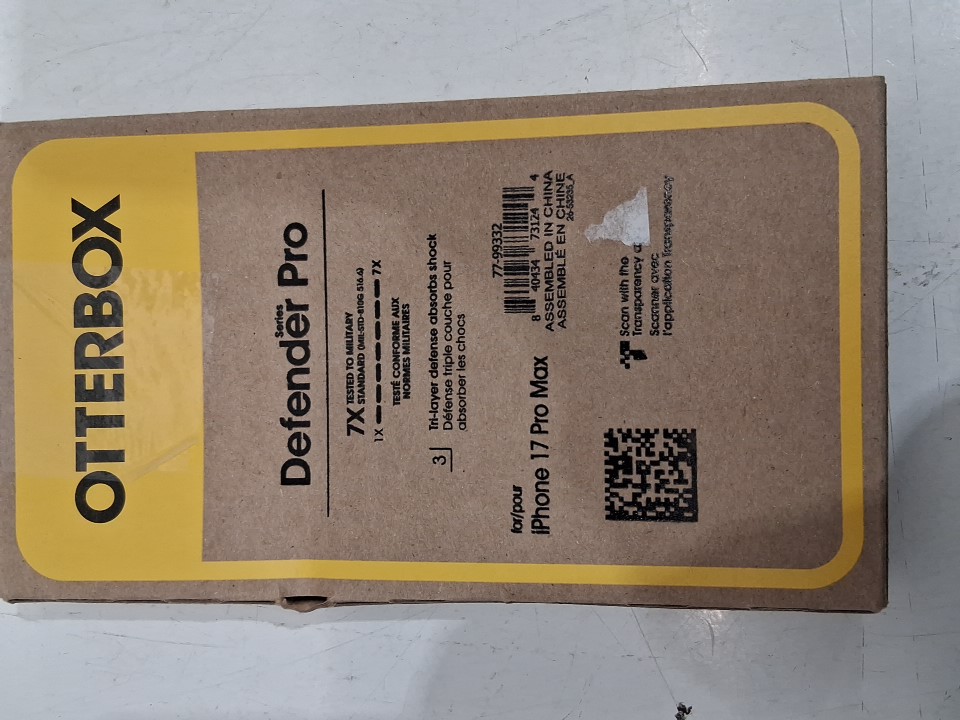 OTTERBOX
Defender Series Pro
7X TESTED TO MILITARY
STANDARD (MIL-STD-810G 516.6)
1X 7X
TESTÉ CONFORME AUX
NORMES MILITAIRES
3 Tri-layer defense absorbs shock
Défense triple couche pour
absorber les chocs
for/pour
iPhone 17 Pro Max
77-99332
8 40434 73124 4
ASSEMBLED IN CHINA
ASSEMBLÉ EN CHINE
20-53235_A
Scan with the
Transparency
Scanner avec
l'application Transparency